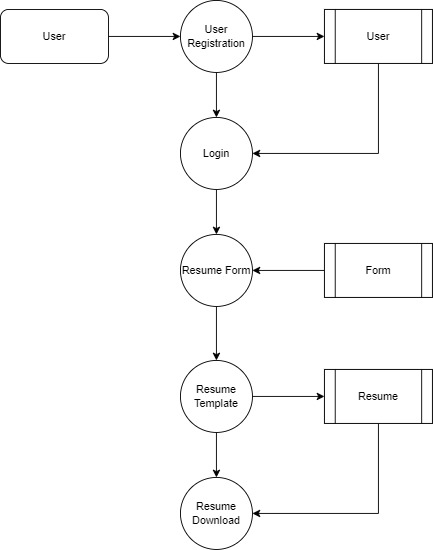 User
User
Registration
User
Login
Resume Form
Form
Resume
Template
Resume
Resume
Download